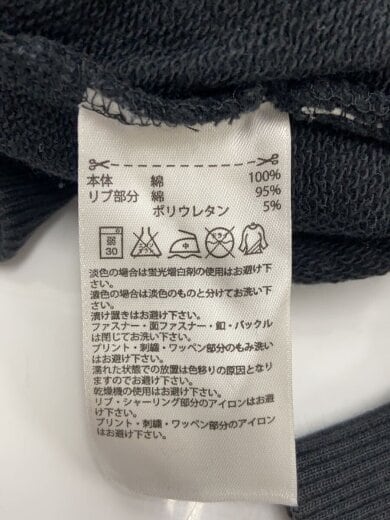 本体 綿 100%
リブ部分 綿 95%
ポリウレタン 5%
30
中
淡色の場合は蛍光増白剤の使用はお避け下
さい。
濃色の場合は淡色のものと分けてお洗い下
さい。
漬け置きはお避け下さい。
ファスナー・面ファスナー・釦・バックル
は閉じてお洗い下さい。
プリント・刺繍・ワッペン部分のもみ洗い
はお避け下さい。
濡れた状態での放置は色移りの原因となり
ますのでお避け下さい。
乾燥機の使用はお避け下さい。
リブ・シャーリング部分のアイロンはお避
け下さい。
プリント・刺繍・ワッペン部分のアイロン
はお避け下さい。